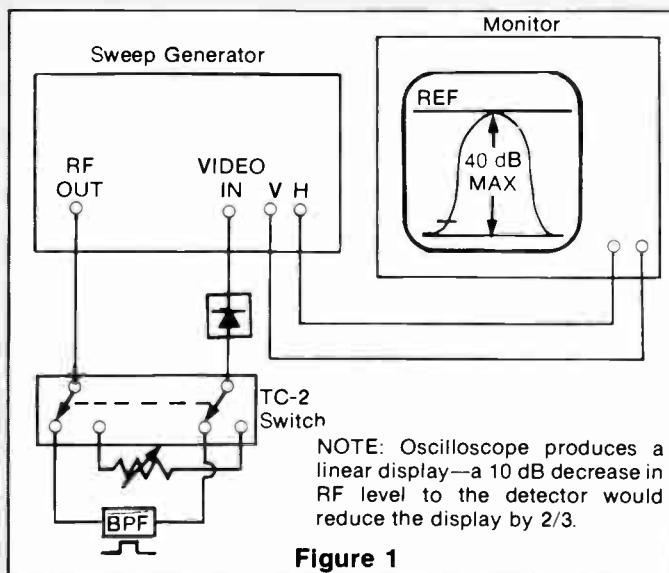 Monitor
Sweep Generator
REF
RF
OUT
VIDEO
IN
V H
40 dB
MAX
TC-2
Switch
BPF
NOTE: Oscilloscope produces a
linear display—a 10 dB decrease in
RF level to the detector would
reduce the display by 2/3.
Figure 1